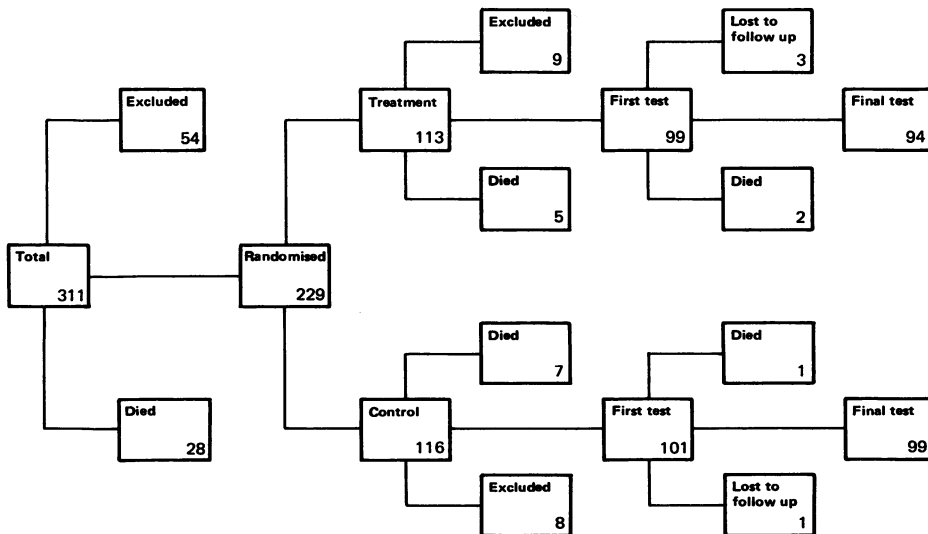 Excluded
54
Total
311
Died
28
Randomised
229
Treatment
113
Excluded
9
Died
5
First test
99
Lost to
follow up
3
Died
2
Final test
94
Control
116
Died
7
Excluded
8
First test
101
Died
1
Lost to
follow up
1
Final test
99